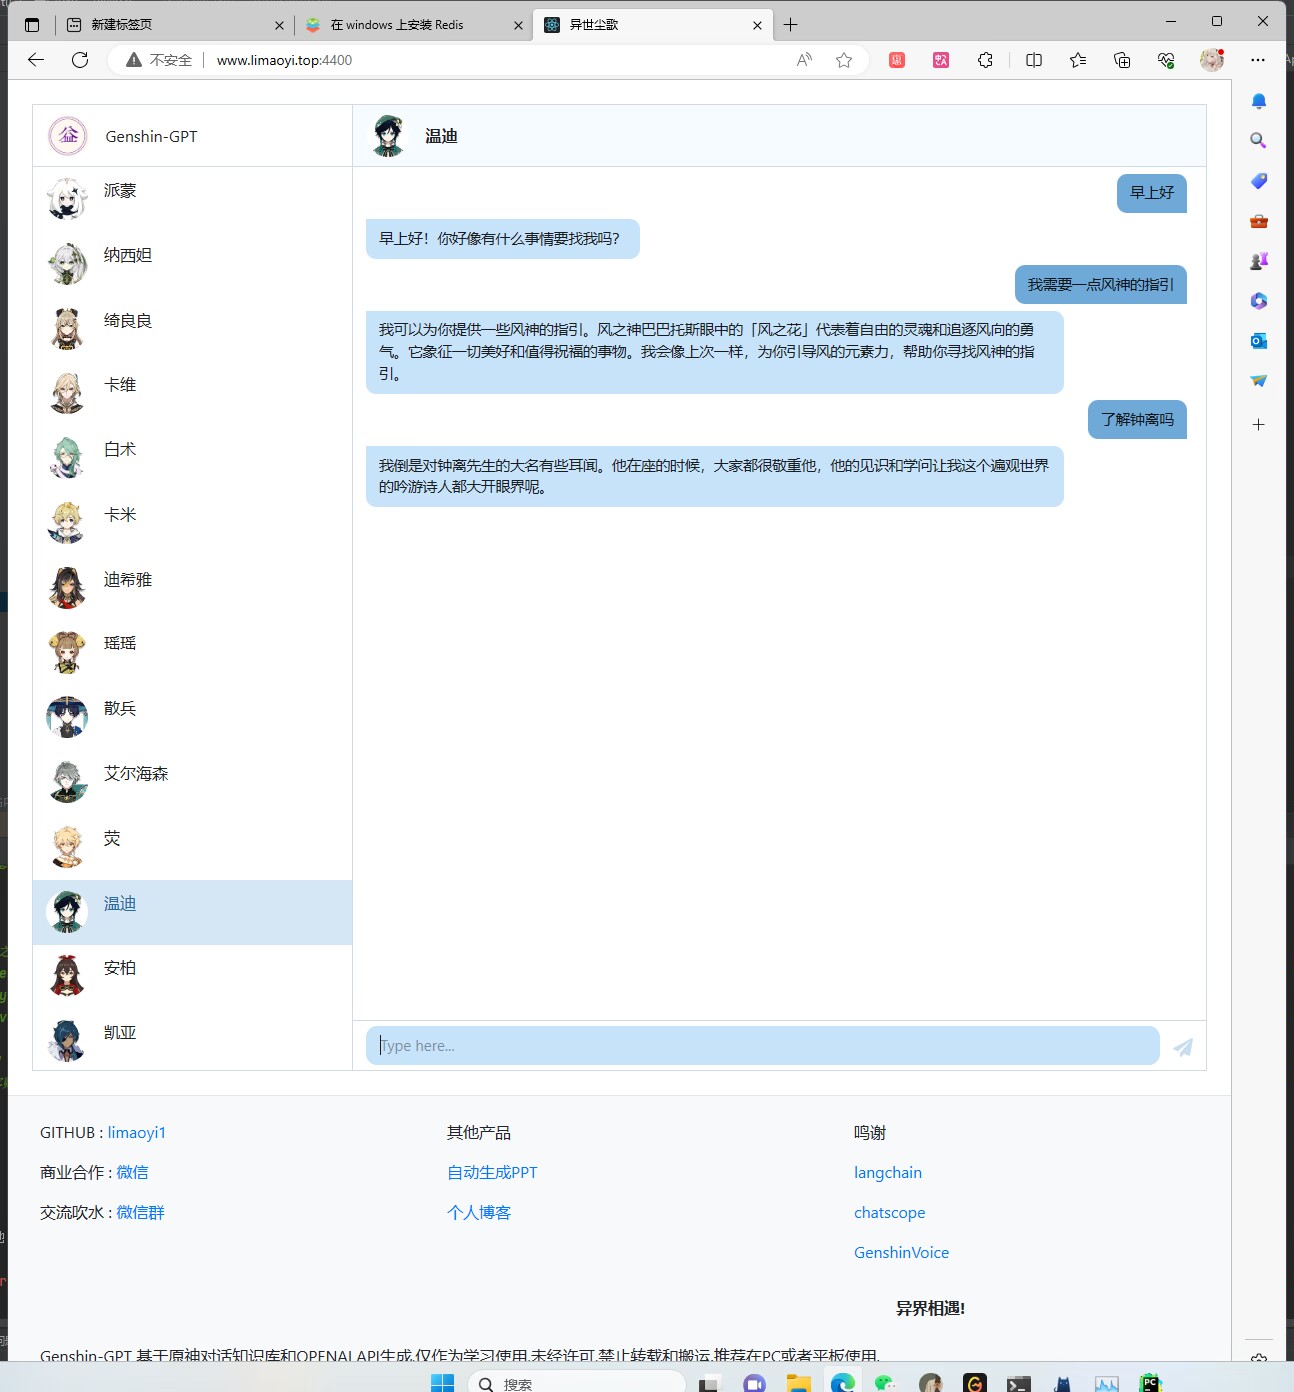 新建标签页
在 windows 上安装 Redis
异世尘歌
不安全
www.limaoyi.top:4400
益
Genshin-GPT
温迪
派蒙
纳西妲
绮良良
卡维
白术
卡米
迪希雅
瑶瑶
散兵
艾尔海森
荧
温迪
安柏
凯亚
早上好
早上好！你好像有什么事情要找我吗？
我需要一点风神的指引
我可以为你提供一些风神的指引。风之神巴巴托斯眼中的「风之花」代表着自由的灵魂和追逐风向的勇
气。它象征一切美好和值得祝福的事物。我会像上次一样，为你引导风的元素力，帮助你寻找风神的指
引。
了解钟离吗
我倒是对钟离先生的大名有些耳闻。他在座的时候，大家都很敬重他，他的见识和学问让我这个遍观世界
的吟游诗人都大开眼界呢。
Type here...
GITHUB : limaoyi1
商业合作 : 微信
交流吹水 : 微信群
其他产品
自动生成PPT
个人博客
鸣谢
langchain
chatscope
GenshinVoice
异界相遇!
Genshin-GPT 基于原神对话知识库和OPENAI API生成,仅作为学习使用,未经许可,禁止转载和搬运,推荐在PC或者平板使用.
搜索